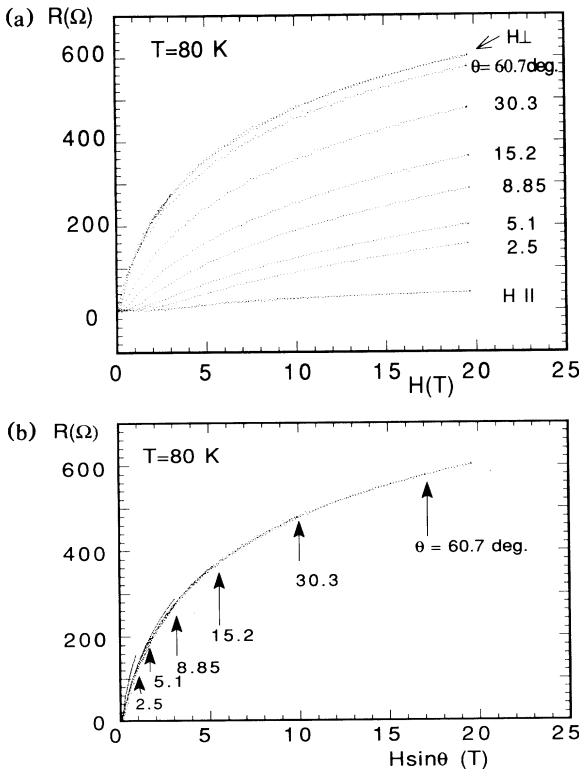 (a) R(Ω)
T=80 K
H⊥
θ= 60.7deg.
30.3
15.2
8.85
5.1
2.5
H II
600
400
200
0
0 5 10 15 20 25
H(T)
(b) R(Ω)
T=80 K
600
400
200
0
θ = 60.7 deg.
30.3
15.2
8.85
5.1
2.5
0 5 10 15 20 25
Hsinθ (T)